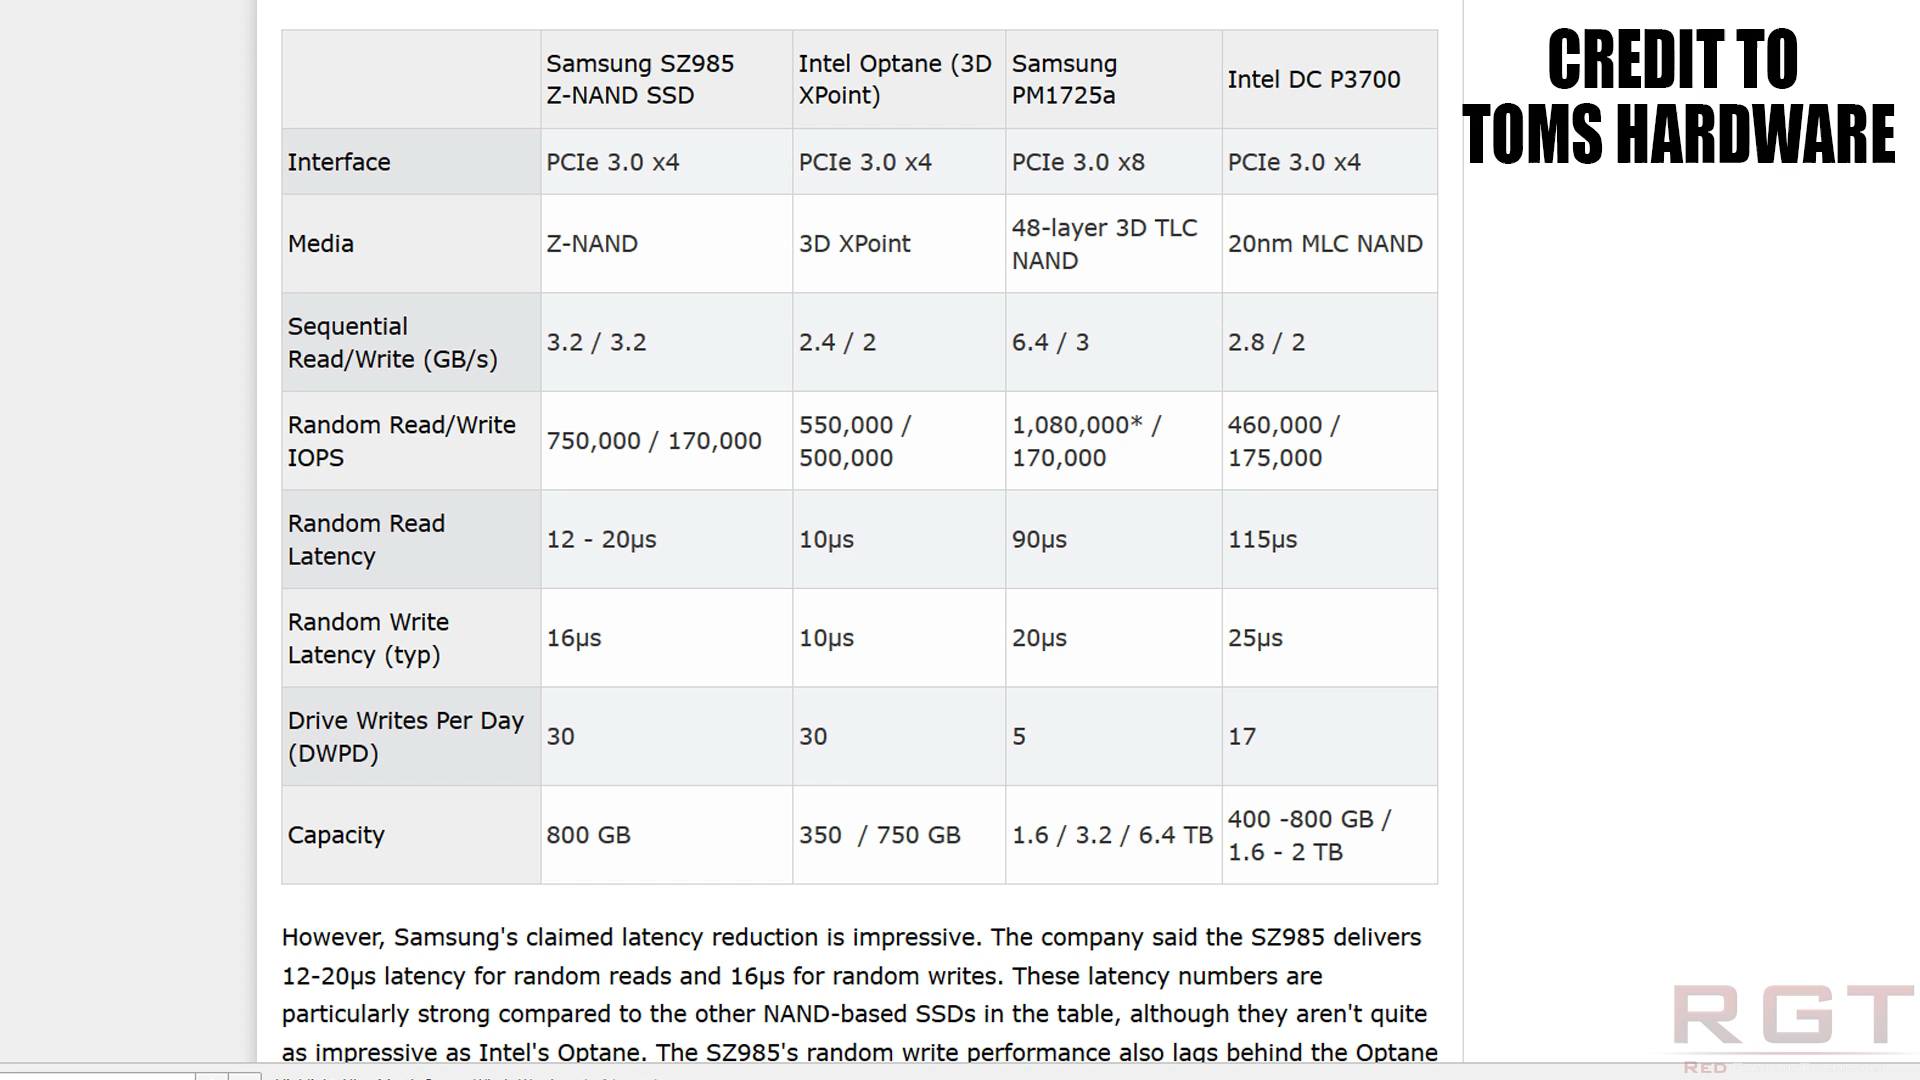 CREDIT TO
TOMS HARDWARE
Samsung SZ985 Z-NAND SSD
Intel Optane (3D XPoint)
Samsung PM1725a
Intel DC P3700
Interface
PCIe 3.0 x4
PCIe 3.0 x4
PCIe 3.0 x8
PCIe 3.0 x4
Media
Z-NAND
3D XPoint
48-layer 3D TLC NAND
20nm MLC NAND
Sequential Read/Write (GB/s)
3.2 / 3.2
2.4 / 2
6.4 / 3
2.8 / 2
Random Read/Write IOPS
750,000 / 170,000
550,000 / 500,000
1,080,000* / 170,000
460,000 / 175,000
Random Read Latency
12 - 20µs
10µs
90µs
115µs
Random Write Latency (typ)
16µs
10µs
20µs
25µs
Drive Writes Per Day (DWPD)
30
30
5
17
Capacity
800 GB
350 / 750 GB
1.6 / 3.2 / 6.4 TB
400 -800 GB / 1.6 - 2 TB
However, Samsung's claimed latency reduction is impressive. The company said the SZ985 delivers
12-20µs latency for random reads and 16µs for random writes. These latency numbers are
particularly strong compared to the other NAND-based SSDs in the table, although they aren't quite
as impressive as Intel's Optane. The SZ985's random write performance also lags behind the Optane
RGT
RED